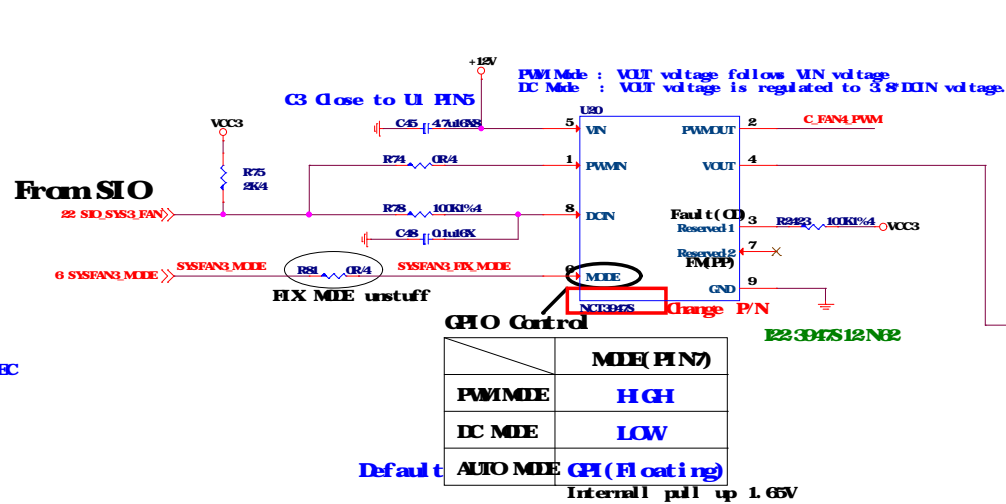 +12V
PWM Mode : VOUT voltage follows VIN voltage
DC Mode : VOUT voltage is regulated to 3.8*DCIN voltage.
C3 Close to U1 PIN5
U20
VCC3
C45 4.7u16X8
5 VIN
PWMOUT 2
C_FAN4_PWM
R75
2K/4
R74 0R/4
1 PWMIN
VOUT 4
From SIO
22 SIO_SYS3_FAN
R78 100K1%4
8 DCIN
Fault(OD)
Reserved-1 3
R2423 100K1%4
VCC3
C48 0.1u16X
Reserved-2 7
FM(PP)
6 SYSFAN3_MODE
SYSFAN3_MODE
R81 0R/4
SYSFAN3_FIX_MODE
6 MODE
GND 9
FIX MODE unstuff
NCT3947S
Change P/N
GPIO Control
I22-3947S12-N62
EC
MODE(PIN7)
PWM MODE HIGH
DC MODE LOW
Default AUTO MODE GPI(Floating)
Internall pull up 1.65V